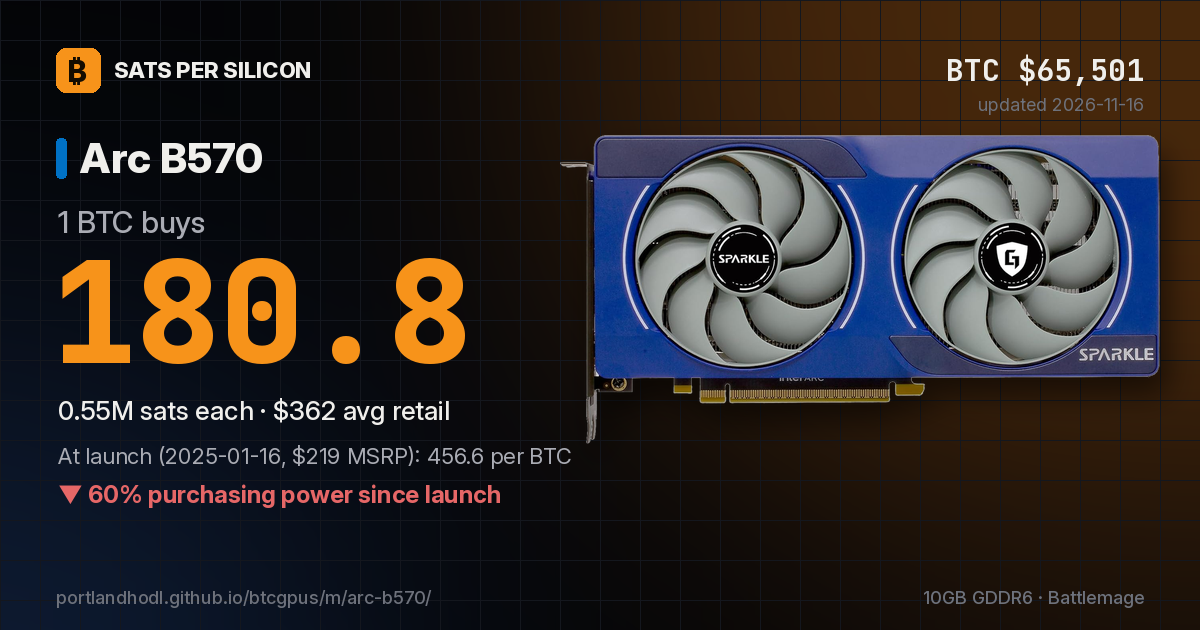 SATS PER SILICON
BTC $65,501
updated 2026-11-16
Arc B570
1 BTC buys
180.8
0.55M sats each · $362 avg retail
At launch (2025-01-16, $219 MSRP): 456.6 per BTC
▼ 60% purchasing power since launch
SPARKLE
SPARKLE
intel ARC
portlandhodl.github.io/btcgpus/m/arc-b570/
10GB GDDR6 · Battlemage